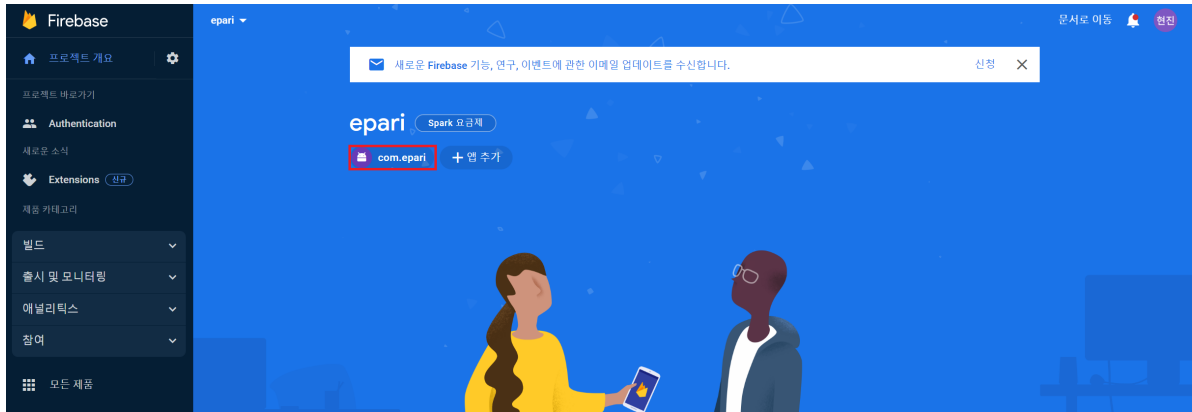 Firebase
epari
문서로 이동
현진
프로젝트 개요
새로운 Firebase 기능, 연구, 이벤트에 관한 이메일 업데이트를 수신합니다.
신청
프로젝트 바로가기
Authentication
새로운 소식
Extensions 신규
제품 카테고리
빌드
출시 및 모니터링
애널리틱스
참여
모든 제품
epari
Spark 요금제
com.epari
앱 추가